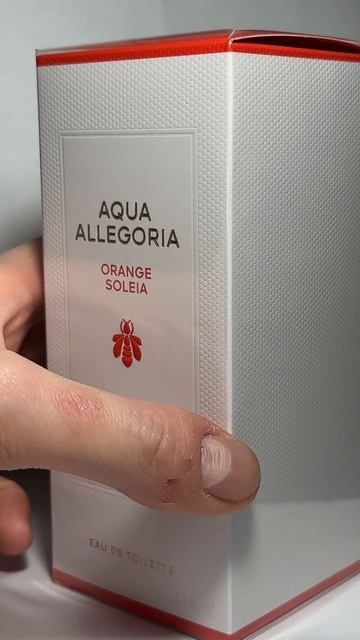 AQUA
ALLEGORIA
ORANGE
SOLEIA
EAU DE TOILETTE